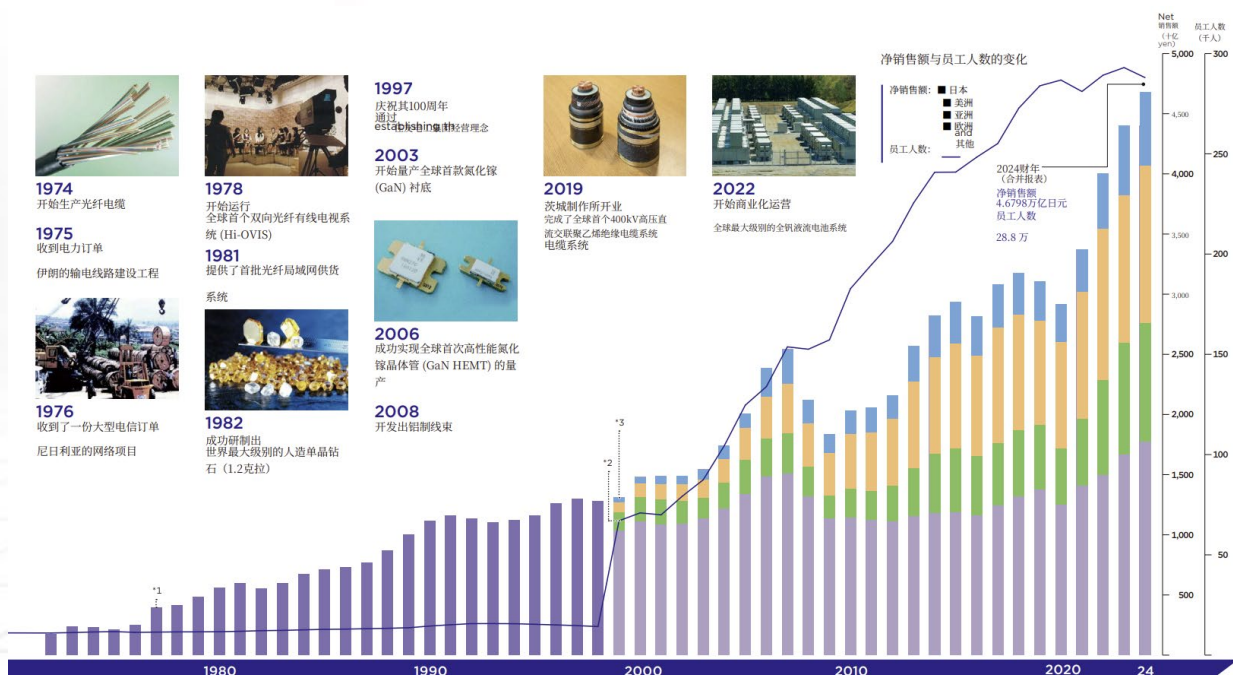 1974
开始生产光纤电缆
1975
收到电力订单
伊朗的输电线路建设工程
1976
收到了一份大型电信订单
尼日利亚的网络项目
1978
开始运行
全球首个双向光纤有线电视系
统 (Hi-OVIS)
1981
提供了首批光纤局域网供货
系统
1982
成功研制出
世界最大级别的人造单晶钻
石（1.2克拉）
1997
庆祝其100周年
通过
establishing th
经营理念
2003
开始量产全球首款氮化镓
(GaN) 衬底
2006
成功实现全球首次高性能氮化
镓晶体管 (GaN HEMT) 的量
产
2008
开发出铝制线束
2019
茨城制作所开业
完成了全球首个400kV高压直
流交联聚乙烯绝缘电缆系统
电缆系统
2022
开始商业化运营
全球最大级别的全钒液流电池系统
净销售额与员工人数的变化
净销售额： ■ 日本
■ 美洲
■ 亚洲
■ 欧洲
and
其他
员工人数：
2024财年
（合并报表）
净销售额
4.6798万亿日元
员工人数
28.8 万
Net
销售额
（十亿
yen）
员工人数
（千人）
5,000
4,500
4,000
3,500
3,000
2,500
2,000
1,500
1,000
500
300
250
200
150
100
50
*1
*2
*3
1980
1990
2000
2010
2020
24